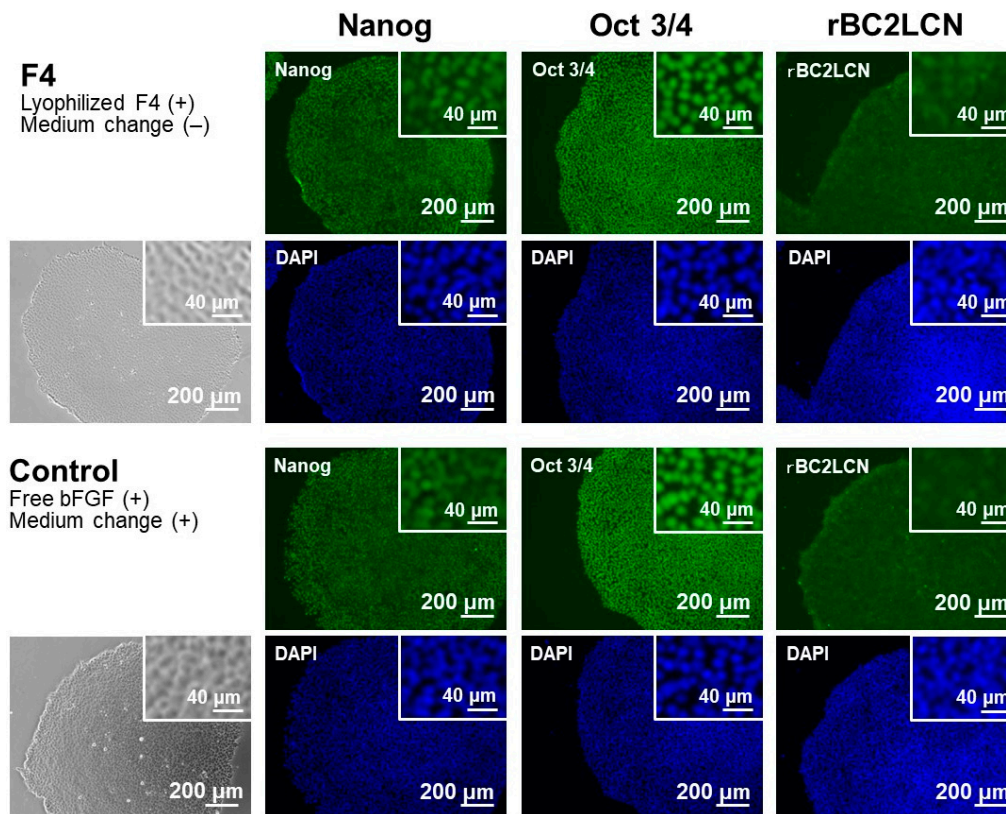 Nanog Oct 3/4 rBC2LCN
F4
Lyophilized F4 (+)
Medium change (–)
Nanog
40 µm
200 µm
Oct 3/4
40 µm
200 µm
rBC2LCN
40 µm
200 µm
40 µm
200 µm
DAPI
40 µm
200 µm
DAPI
40 µm
200 µm
DAPI
40 µm
200 µm
Control
Free bFGF (+)
Medium change (+)
Nanog
40 µm
200 µm
Oct 3/4
40 µm
200 µm
rBC2LCN
40 µm
200 µm
40 µm
200 µm
DAPI
40 µm
200 µm
DAPI
40 µm
200 µm
DAPI
40 µm
200 µm